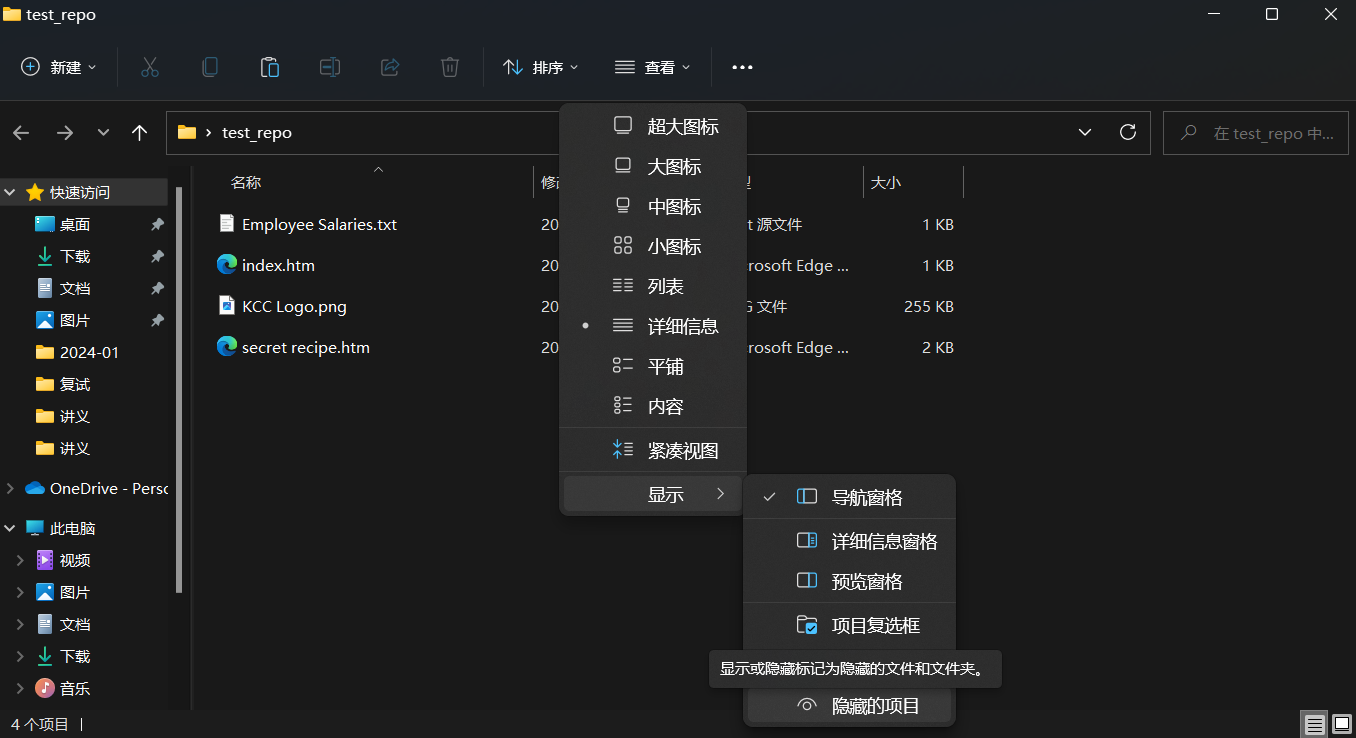 test_repo
新建
排序
查看
test_repo
在 test_repo 中...
名称
大小
快速访问
桌面
下载
文档
图片
2024-01
复试
讲义
讲义
OneDrive - Persc
此电脑
视频
图片
文档
下载
音乐
Employee Salaries.txt
20
t 源文件
1 KB
index.htm
20
rosoft Edge ...
1 KB
KCC Logo.png
20
G 文件
255 KB
secret recipe.htm
20
rosoft Edge ...
2 KB
超大图标
大图标
中图标
小图标
列表
详细信息
平铺
内容
紧凑视图
显示
导航窗格
详细信息窗格
预览窗格
项目复选框
显示或隐藏标记为隐藏的文件和文件夹。
隐藏的项目
4 个项目